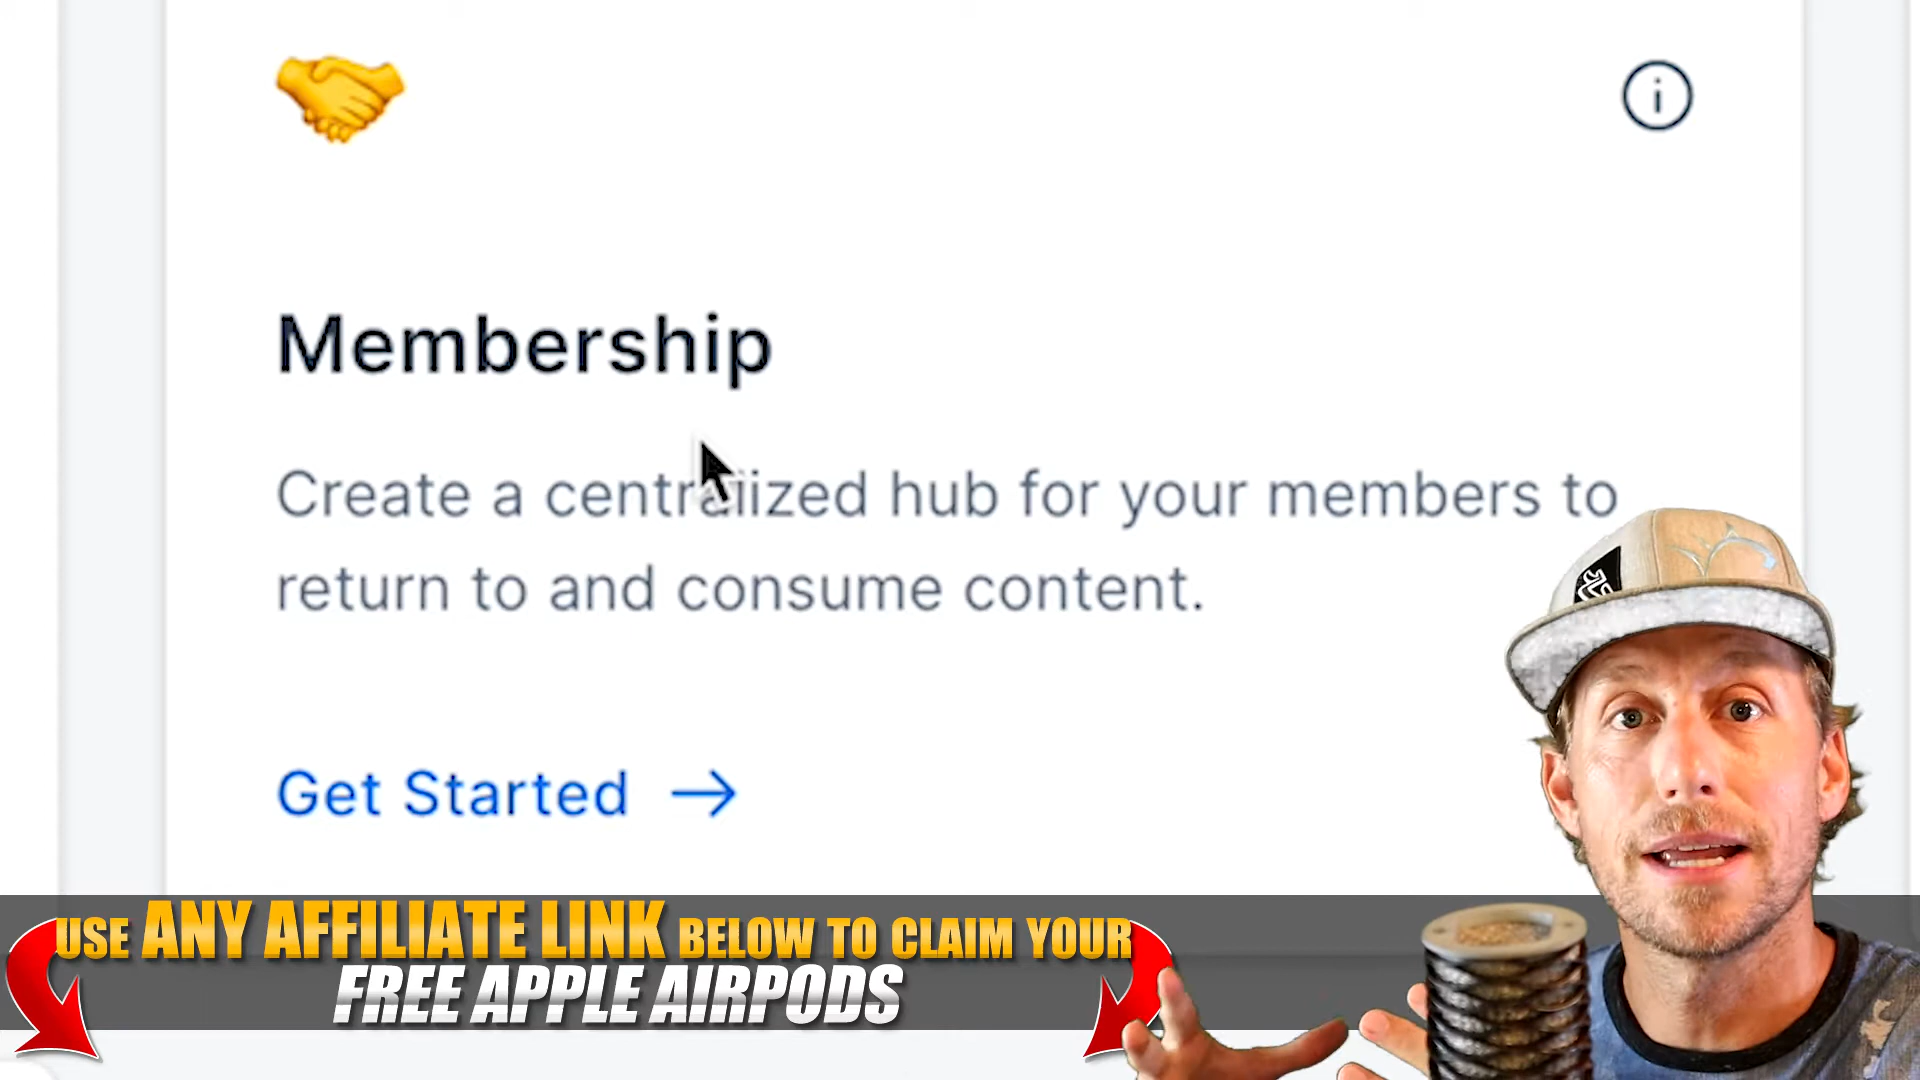 Membership
Create a centralized hub for your members to
return to and consume content.
Get Started →
USE ANY AFFILIATE LINK BELOW TO CLAIM YOUR
FREE APPLE AIRPODS